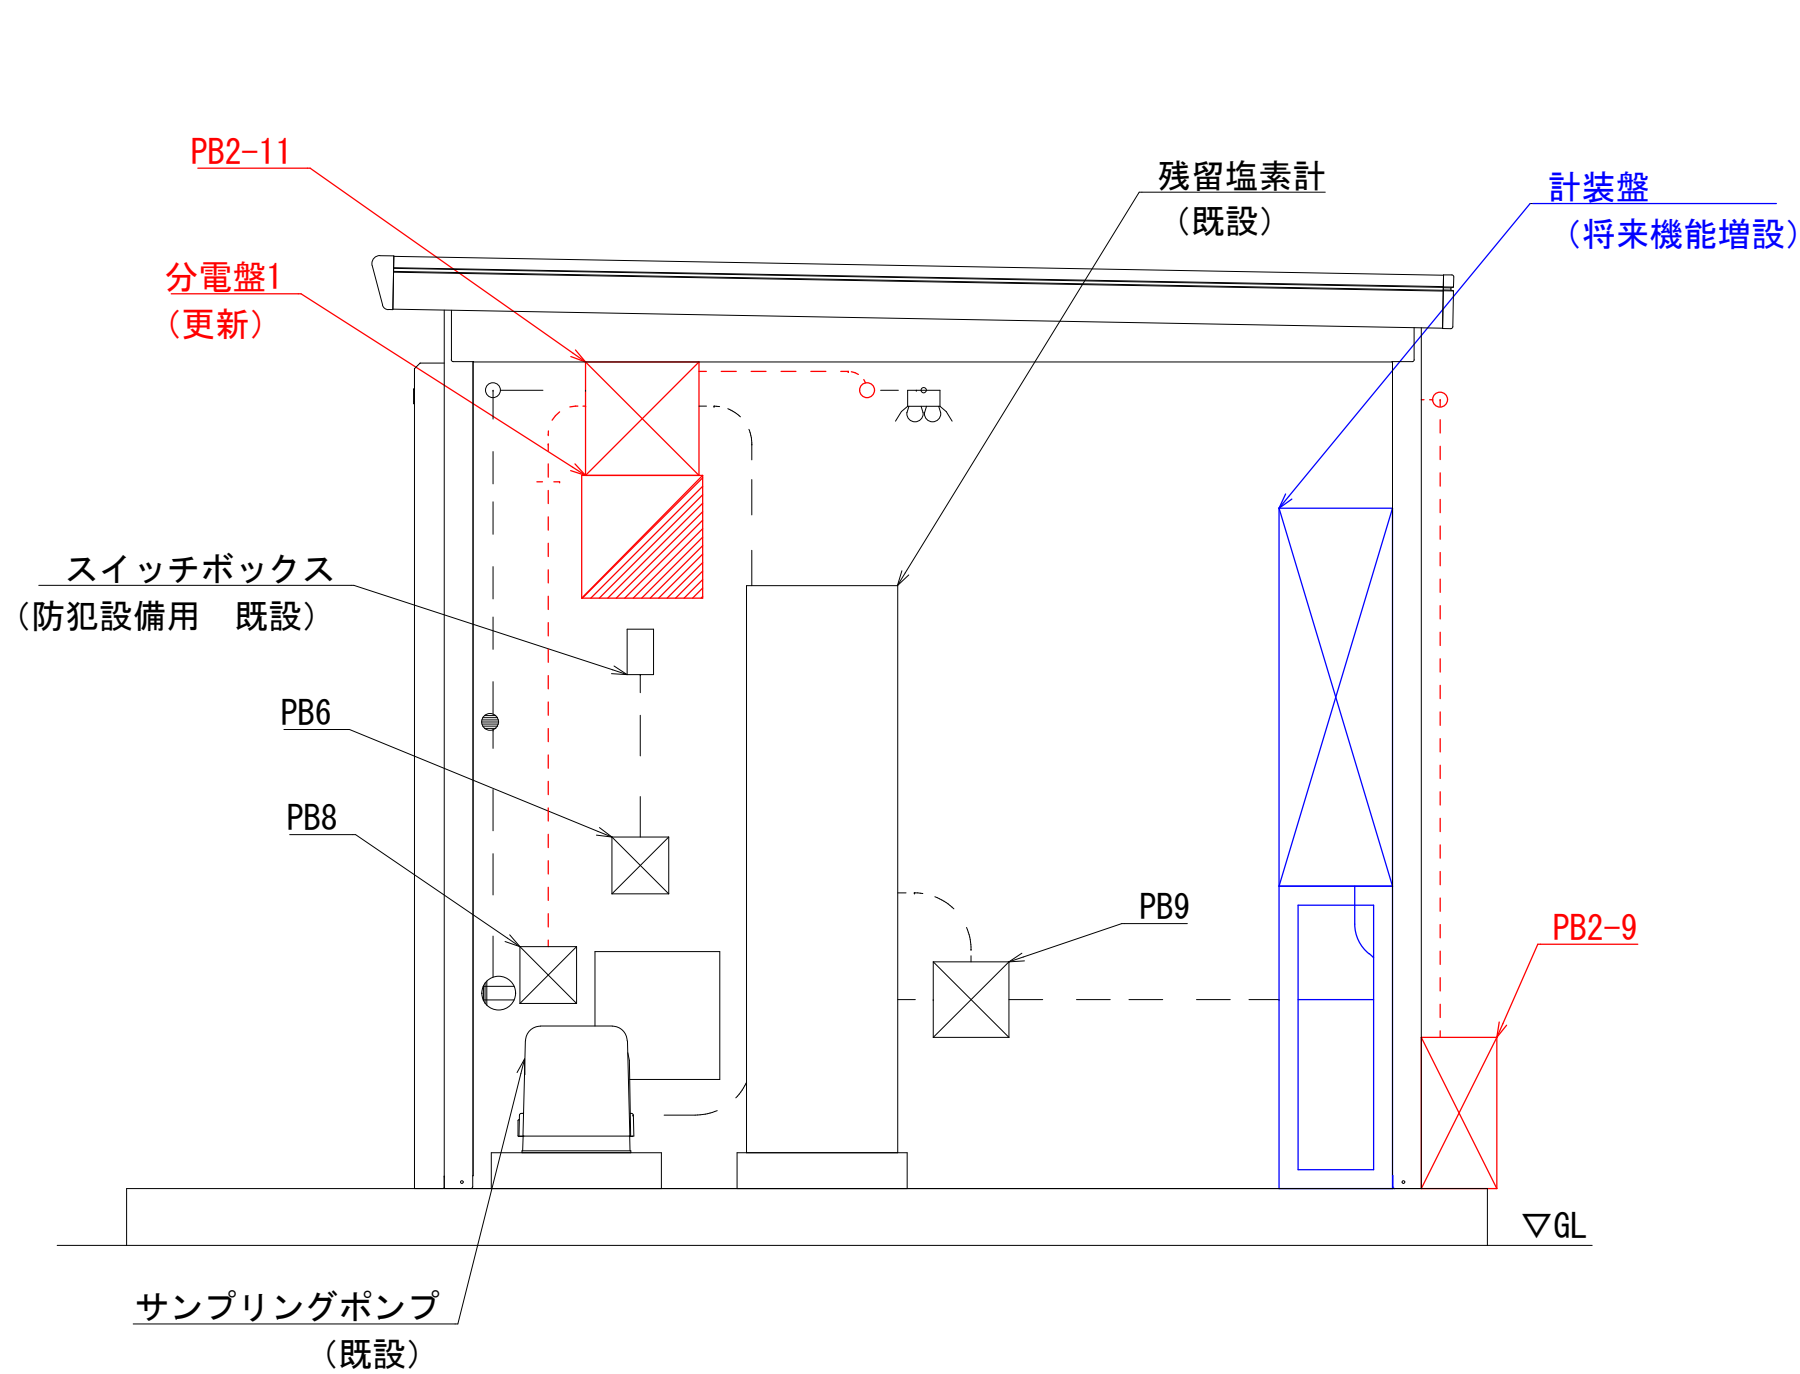 PB2-11
残留塩素計
（既設）
計装盤
（将来機能増設）
分電盤1
（更新）
スイッチボックス
（防犯設備用　既設）
PB6
PB8
PB9
PB2-9
▽GL
サンプリングポンプ
（既設）